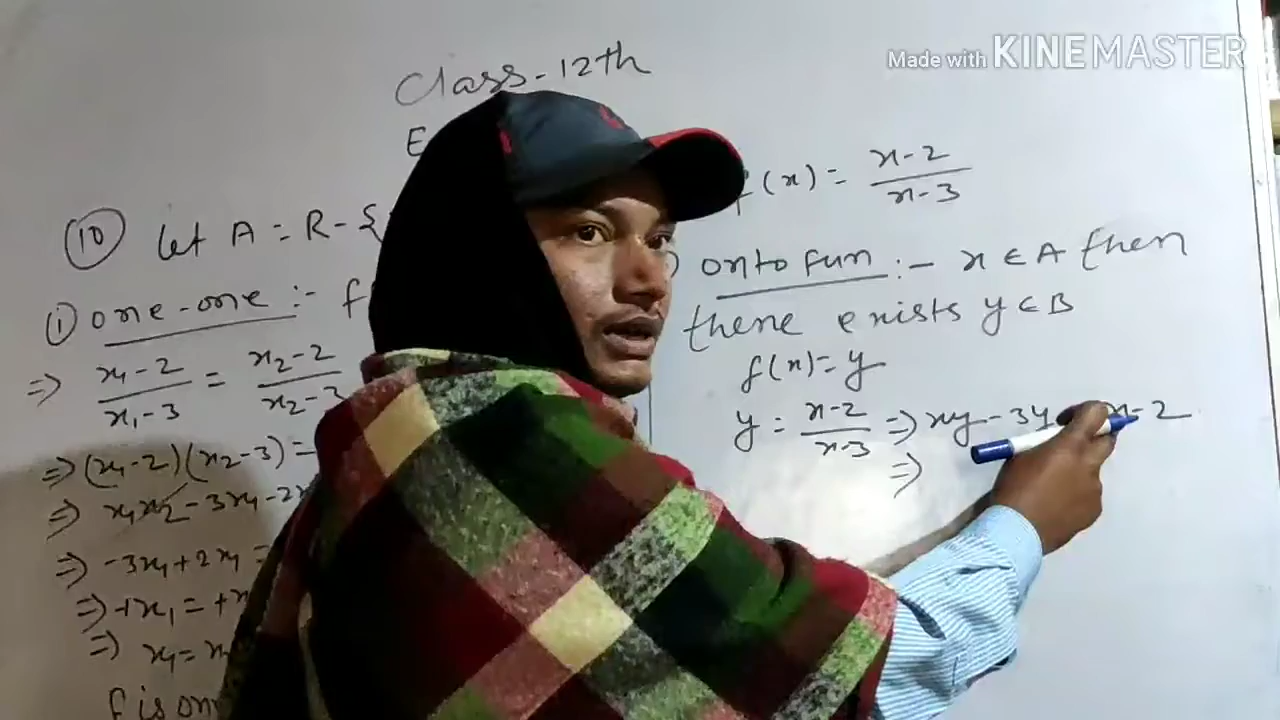 Made with KINEMASTER
Class-12th
E
f(x) = x-2 / x-3
(10) Let A = R-{
(i) one-one :- f
⇒ x₁-2 / x₁-3 = x₂-2 / x₂-3
⇒ (x₁-2)(x₂-3) =
⇒ x₁x₂ - 3x₁ - 2x
⇒ -3x₁ + 2x₁ =
⇒ +x₁ = +x
⇒ x₁ = x
f is on
) onto fun :- x ∈ A then
there exists y ∈ B
f(x) = y
y = x-2 / x-3 ⇒ xy - 3y x-2
⇒